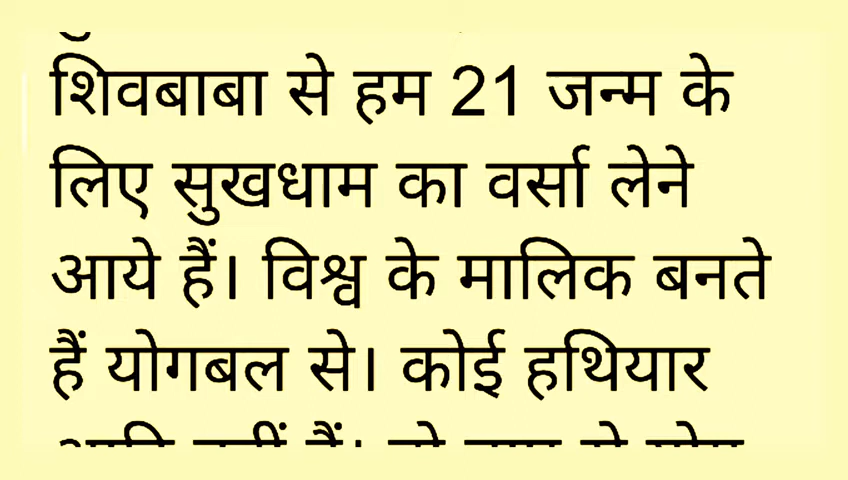 शिवबाबा से हम 21 जन्म के
लिए सुखधाम का वर्सा लेने
आये हैं। विश्व के मालिक बनते
हैं योगबल से। कोई हथियार